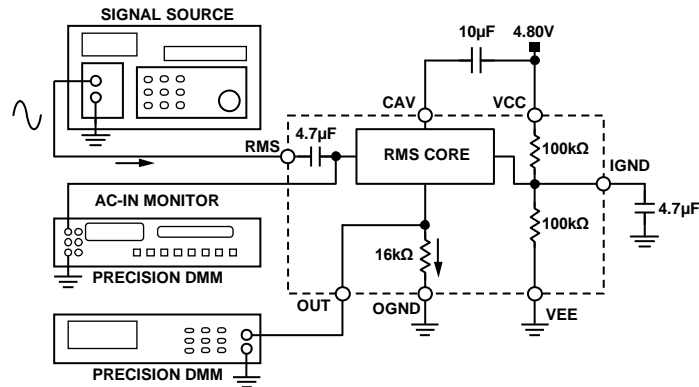 SIGNAL SOURCE
10µF
4.80V
CAV
VCC
4.7µF
RMS
RMS CORE
100kΩ
IGND
AC-IN MONITOR
4.7µF
100kΩ
16kΩ
PRECISION DMM
OUT
OGND
VEE
PRECISION DMM